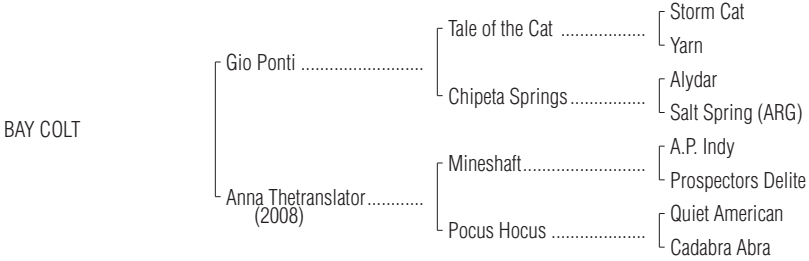 Storm Cat
Tale of the Cat ..................
Yarn
Gio Ponti ..........................
Alydar
Chipeta Springs................
Salt Spring (ARG)
BAY COLT
A.P. Indy
Mineshaft..........................
Prospectors Delite
Anna Thetranslator............
(2008)
Quiet American
Pocus Hocus ....................
Cadabra Abra